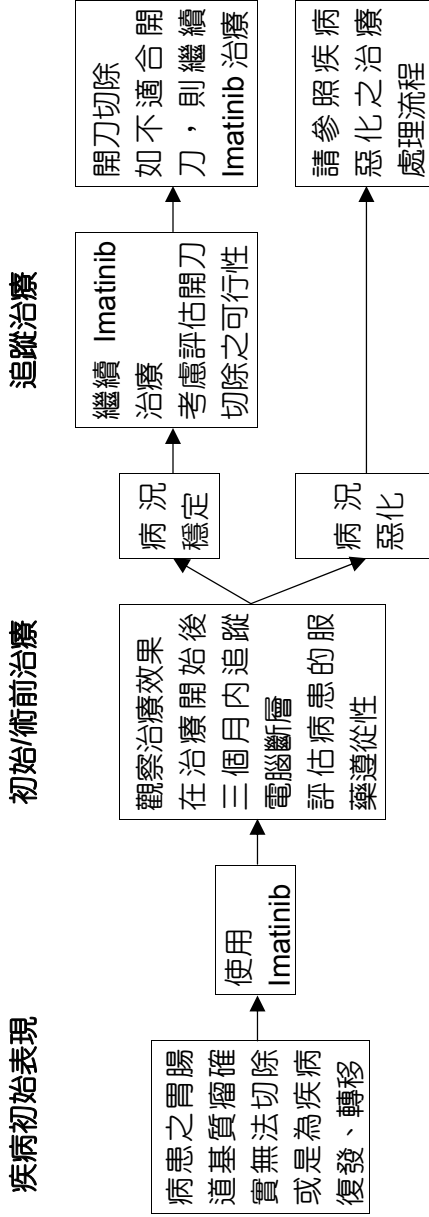 疾病初始表現
初始/術前治療
追蹤治療
病患之胃腸
道基質瘤確
實無法切除
或是為疾病
復發、轉移
使用
Imatinib
觀察治療效果
在治療開始後
三個月內追蹤
電腦斷層
評估病患的服
藥遵從性
病況
穩定
繼續 Imatinib
治療
考慮評估開刀
切除之可行性
開刀切除
如不適合開
刀，則繼續
Imatinib 治療
病況
惡化
請參照疾病
惡化之治療
處理流程